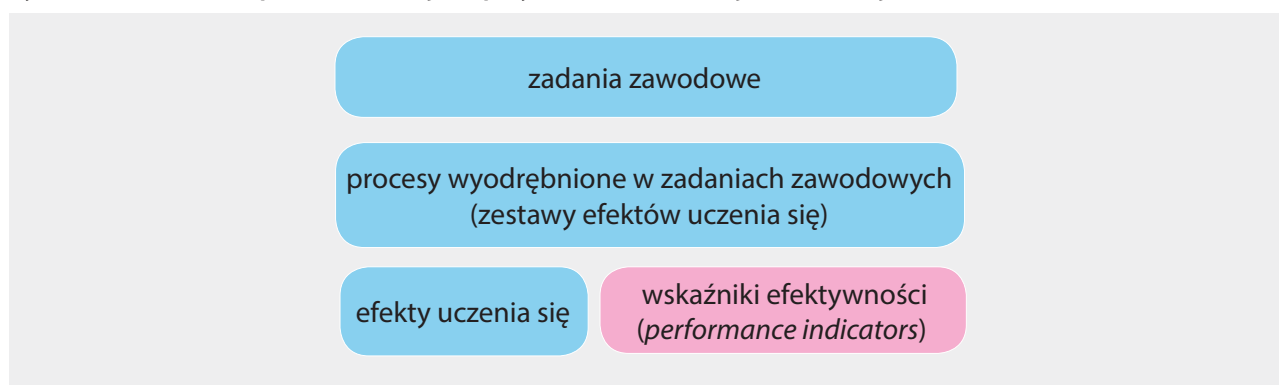 zadania zawodowe
procesy wyodrębnione w zadaniach zawodowych
(zestawy efektów uczenia się)
efekty uczenia się
wskaźniki efektywności
(performance indicators)